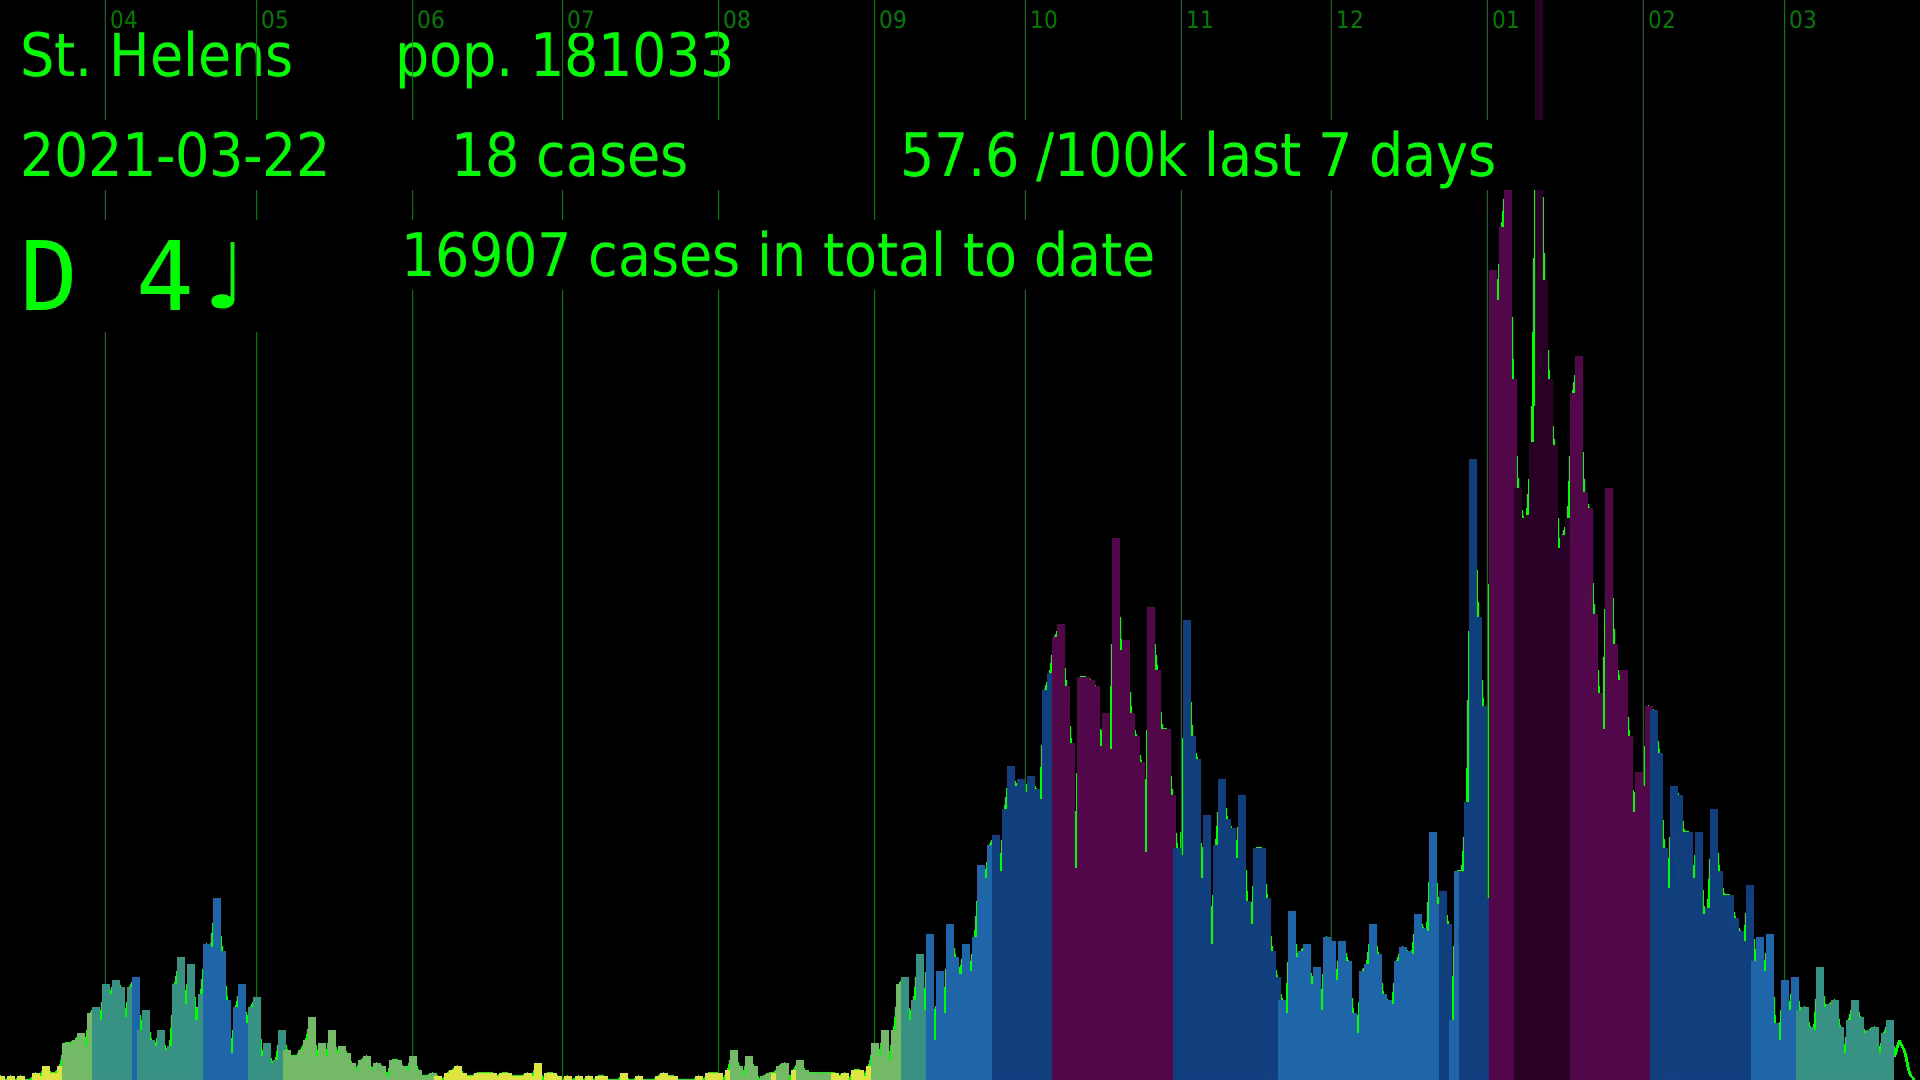 04 05 06 07 08 09 10 11 12 01 02 03
St. Helens pop. 181033
2021-03-22 18 cases 57.6 /100k last 7 days
D 4♩ 16907 cases in total to date